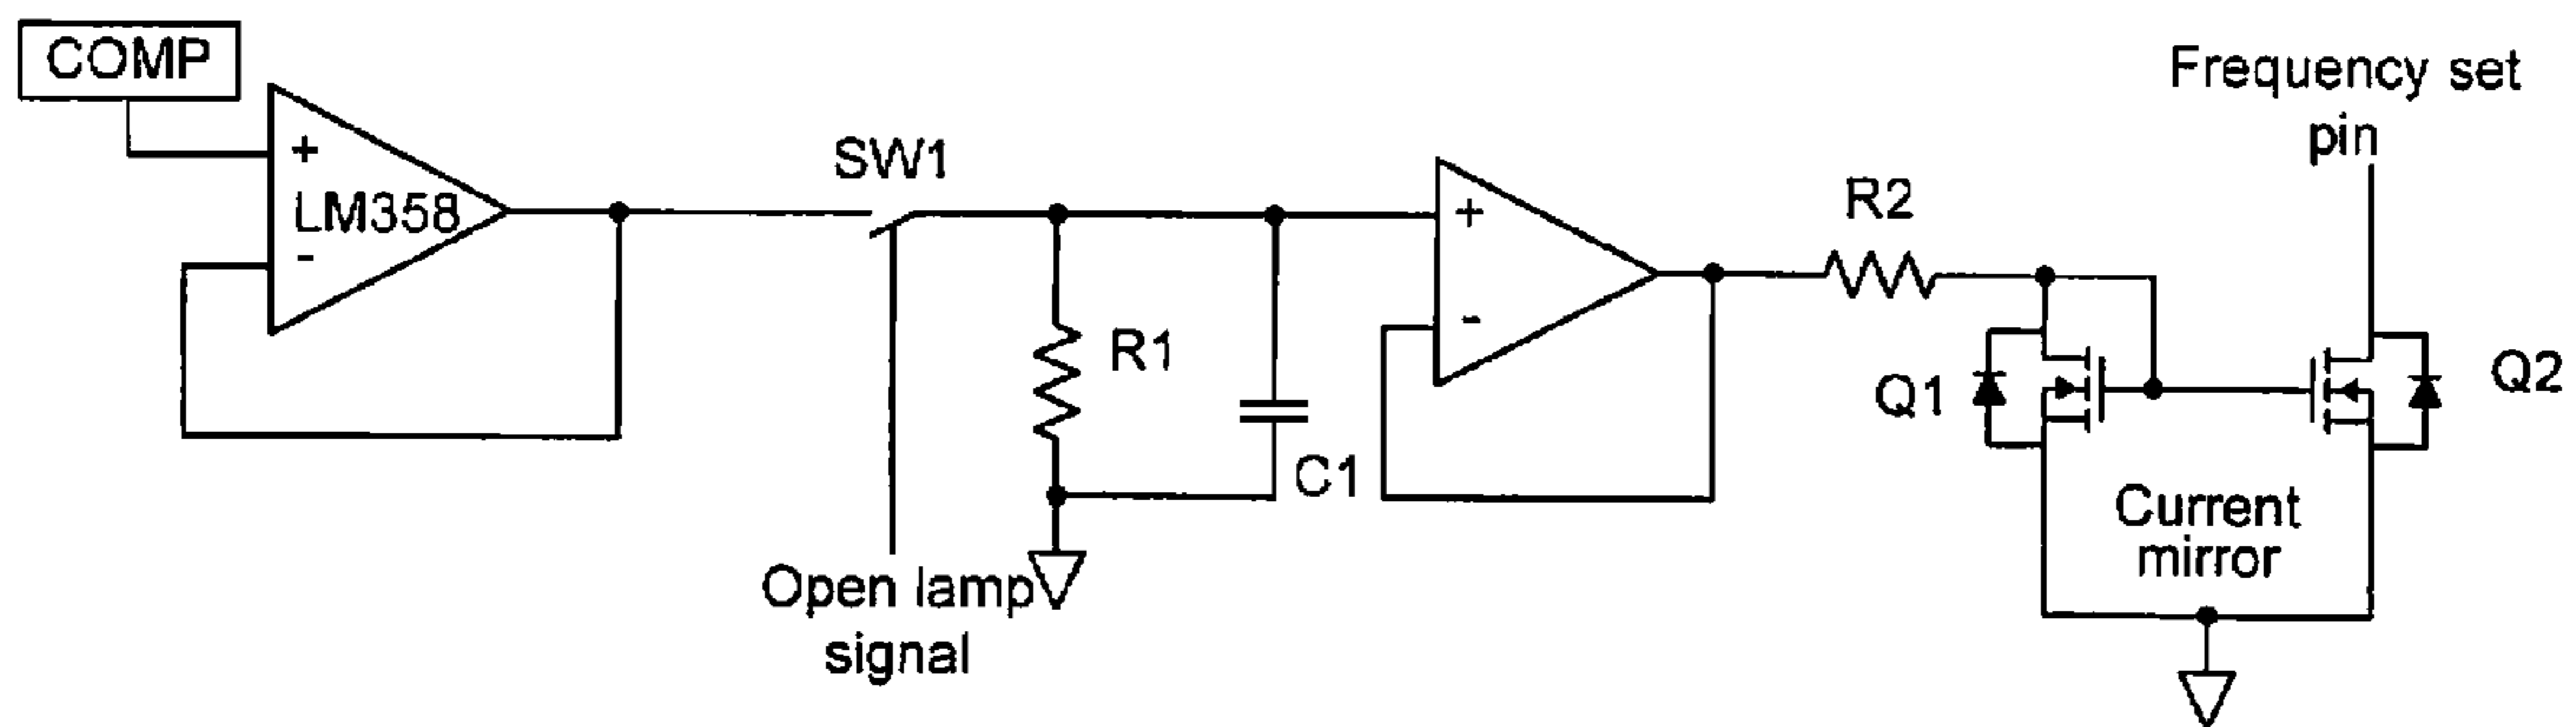 COMP
+
LM358
-
SW1
Open lamp
signal
R1
C1
+
-
R2
Q1
Current
mirror
Frequency set
pin
Q2